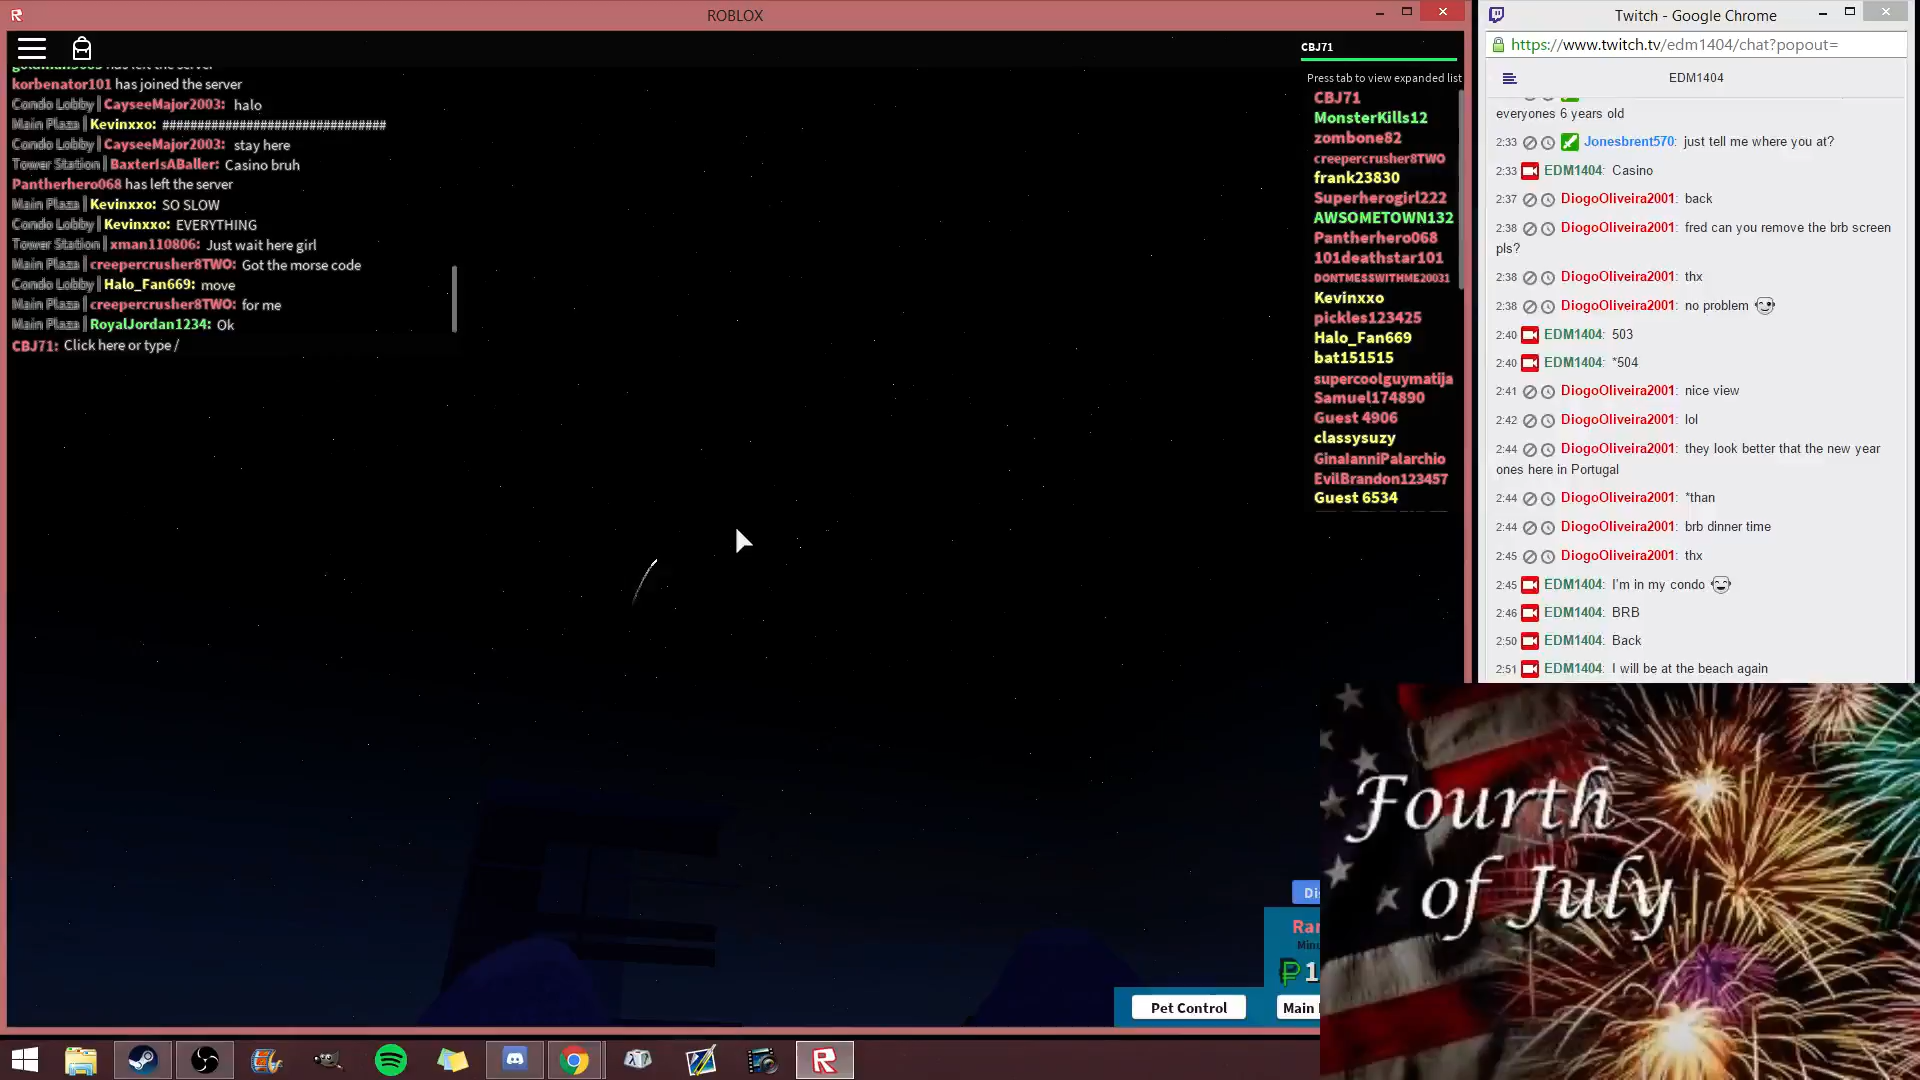 ROBLOX
CBJ71
Press tab to view expanded list
korbenator101 has joined the server
Condo Lobby | CayseeMajor2003: halo
Main Plaza | Kevinxxo: ################################
Condo Lobby | CayseeMajor2003: stay here
Tower Station | BaxterIsABaller: Casino bruh
Pantherhero068 has left the server
Main Plaza | Kevinxxo: SO SLOW
Condo Lobby | Kevinxxo: EVERYTHING
Tower Station | xman110806: Just wait here girl
Main Plaza | creepercrusher8TWO: Got the morse code
Condo Lobby | Halo_Fan669: move
Main Plaza | creepercrusher8TWO: for me
Main Plaza | RoyalJordan1234: Ok
CBJ71: Click here or type /
CBJ71
MonsterKills12
zombone82
creepercrusher8TWO
frank23830
Superherogirl222
AWSOMETOWN132
Pantherhero068
101deathstar101
DONTMESSWITHME20031
Kevinxxo
pickles123425
Halo_Fan669
bat151515
supercoolguymatija
Samuel174890
Guest 4906
classysuzy
GinaIanniPalarchio
EvilBrandon123457
Guest 6534
Pet Control
Main
Twitch - Google Chrome
https://www.twitch.tv/edm1404/chat?popout=
EDM1404
everyones 6 years old
2:33 Jonesbrent570: just tell me where you at?
2:33 EDM1404: Casino
2:37 DiogoOliveira2001: back
2:38 DiogoOliveira2001: fred can you remove the brb screen
pls?
2:38 DiogoOliveira2001: thx
2:38 DiogoOliveira2001: no problem
2:40 EDM1404: 503
2:40 EDM1404: *504
2:41 DiogoOliveira2001: nice view
2:42 DiogoOliveira2001: lol
2:44 DiogoOliveira2001: they look better that the new year
ones here in Portugal
2:44 DiogoOliveira2001: *than
2:44 DiogoOliveira2001: brb dinner time
2:45 DiogoOliveira2001: thx
2:45 EDM1404: I'm in my condo
2:46 EDM1404: BRB
2:50 EDM1404: Back
2:51 EDM1404: I will be at the beach again
Fourth
of July